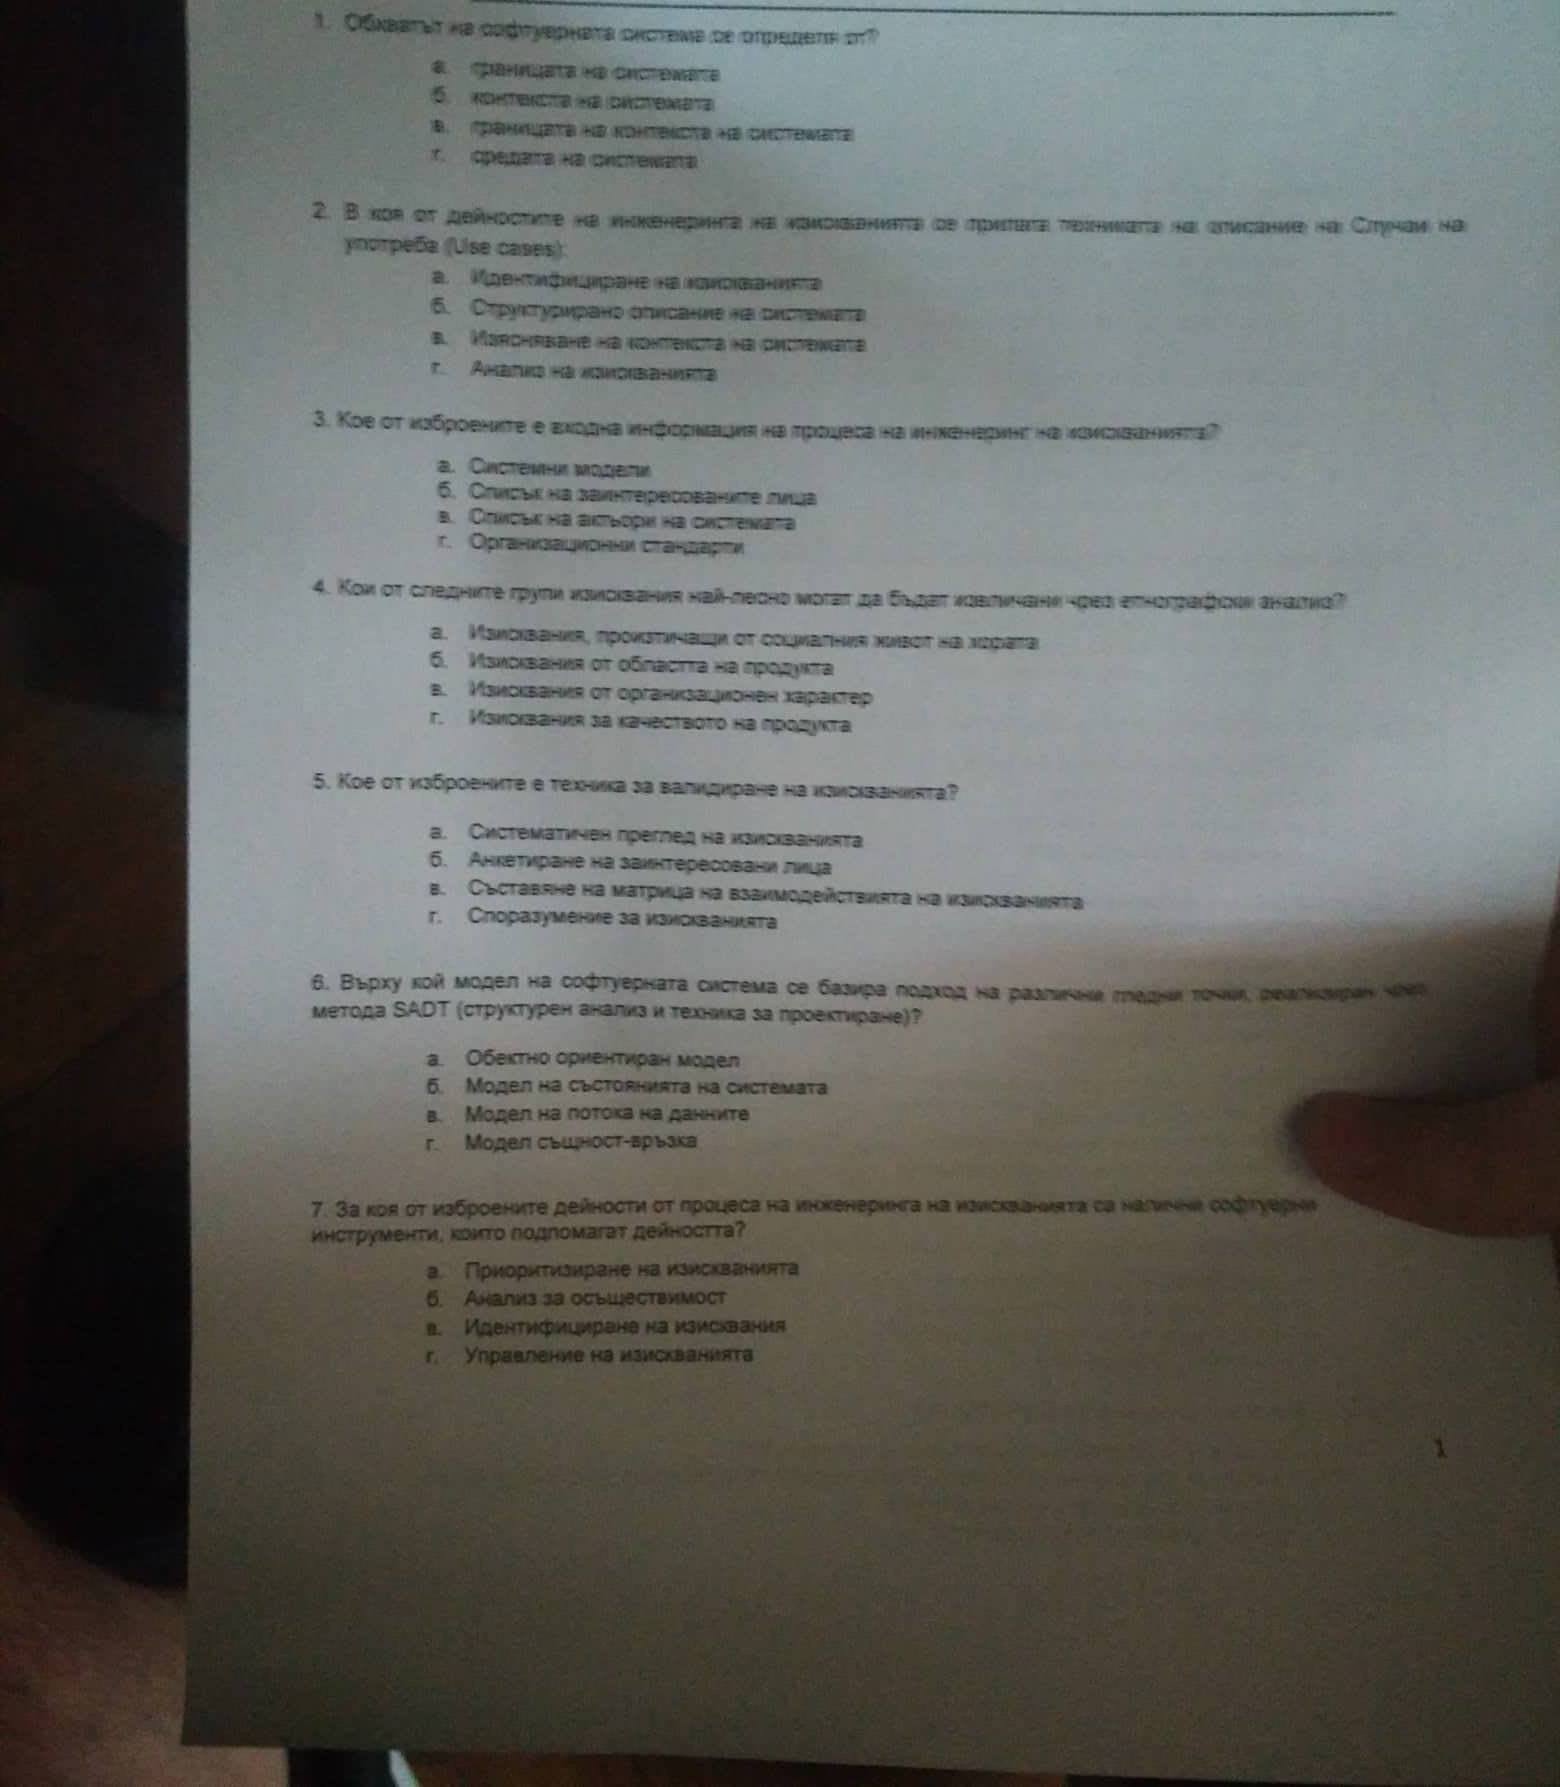 1. Обхватът на софтуерната система се определя от?
а. границата на системата
б. контекста на системата
в. границата на контекста на системата
г. средата на системата
2. В коя от дейностите на инженеринга на изискванията се прилага техниката на описание на Случаи на
употреба (Use cases):
а. Идентифициране на изискванията
б. Структурирано описание на системата
в. Изясняване на контекста на системата
г. Анализ на изискванията
3. Кое от изброените е входна информация на процеса на инженеринг на изискванията?
а. Системни модели
б. Списък на заинтересованите лица
в. Списък на актьори на системата
г. Организационни стандарти
4. Кои от следните групи изисквания най-лесно могат да бъдат извличани чрез етнографски анализ?
а. Изисквания, произтичащи от социалния живот на хората
б. Изисквания от областта на продукта
в. Изисквания от организационен характер
г. Изисквания за качеството на продукта
5. Кое от изброените е техника за валидиране на изискванията?
а. Систематичен преглед на изискванията
б. Анкетиране на заинтересовани лица
в. Съставяне на матрица на взаимодействията на изискванията
г. Споразумение за изискванията
6. Върху кой модел на софтуерната система се базира подход на различни гледни точки, реализиран чрез
метода SADT (структурен анализ и техника за проектиране)?
а. Обектно ориентиран модел
б. Модел на състоянията на системата
в. Модел на потока на данните
г. Модел същност-връзка
7. За коя от изброените дейности от процеса на инженеринга на изискванията са налични софтуерни
инструменти, които подпомагат дейността?
а. Приоритизиране на изискванията
б. Анализ за осъществимост
в. Идентифициране на изисквания
г. Управление на изискванията
1